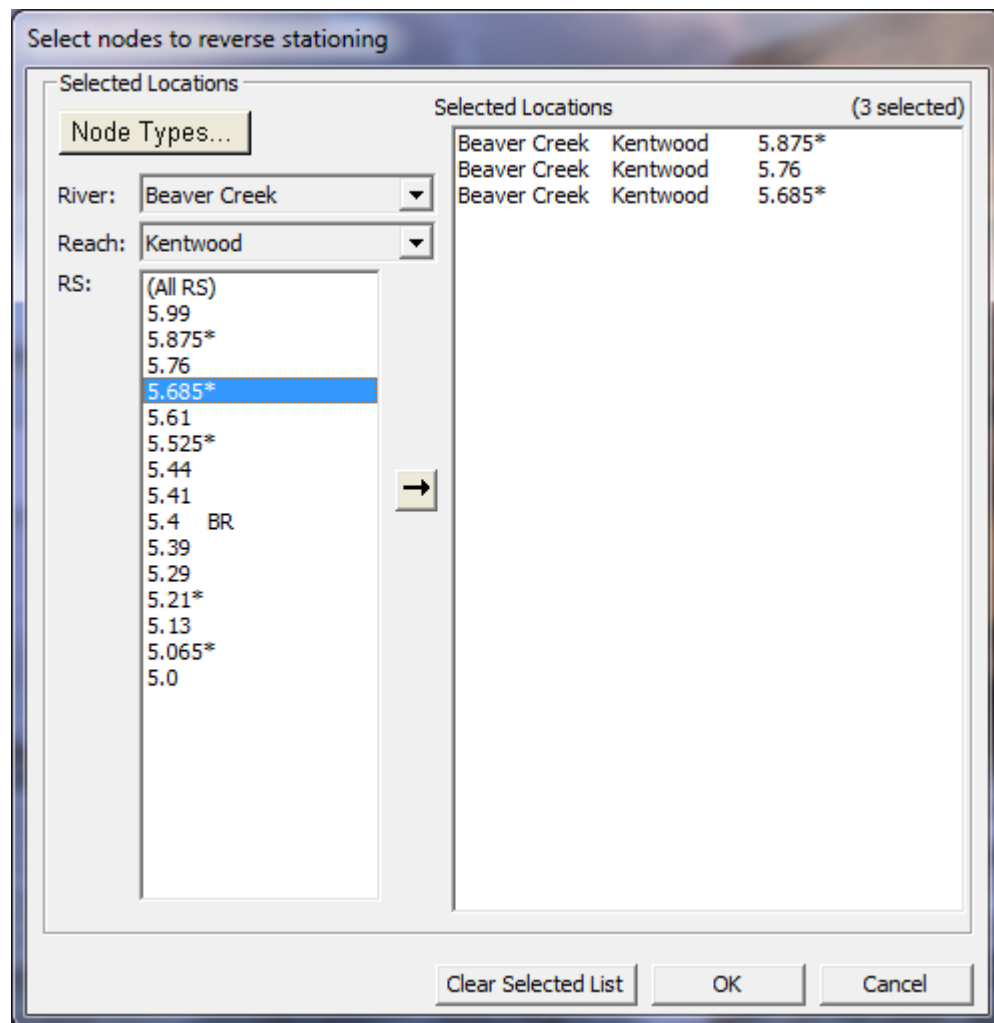 Select nodes to reverse stationing
Selected Locations
Node Types...
River: Beaver Creek
Reach: Kentwood
RS:
(All RS)
5.99
5.875*
5.76
5.685*
5.61
5.525*
5.44
5.41
5.4 BR
5.39
5.29
5.21*
5.13
5.065*
5.0
Selected Locations (3 selected)
Beaver Creek Kentwood 5.875*
Beaver Creek Kentwood 5.76
Beaver Creek Kentwood 5.685*
Clear Selected List OK Cancel